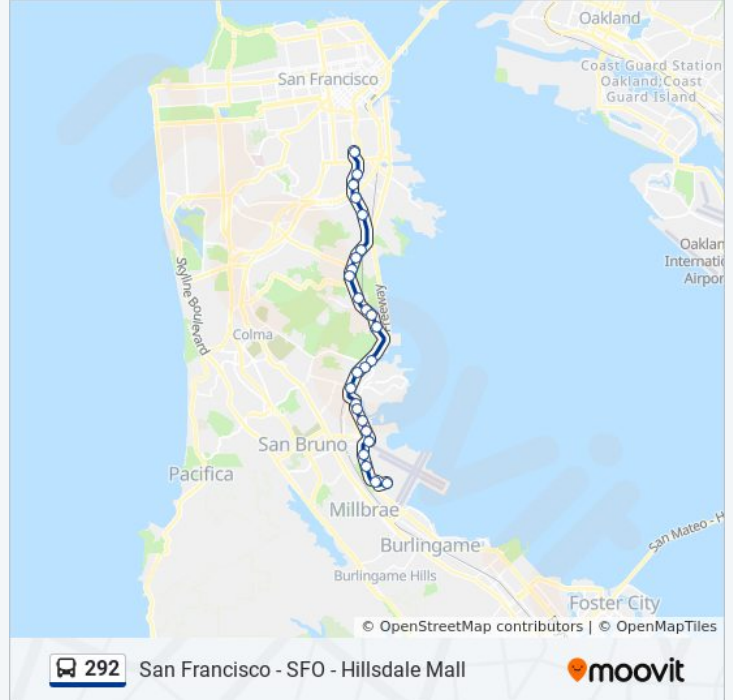 Oakland
Coast Guard Station
Oakland;Coast
Guard Island
San Francisco
Oaklan
Internatio
Airpor
Skyline Boulevard
Freeway
Colma
San Bruno
Pacifica
Millbrae
Burlingame
San Mateo - H
Burlingame Hills
Foster City
© OpenStreetMap contributors | © OpenMapTiles
292 San Francisco - SFO - Hillsdale Mall
moovit